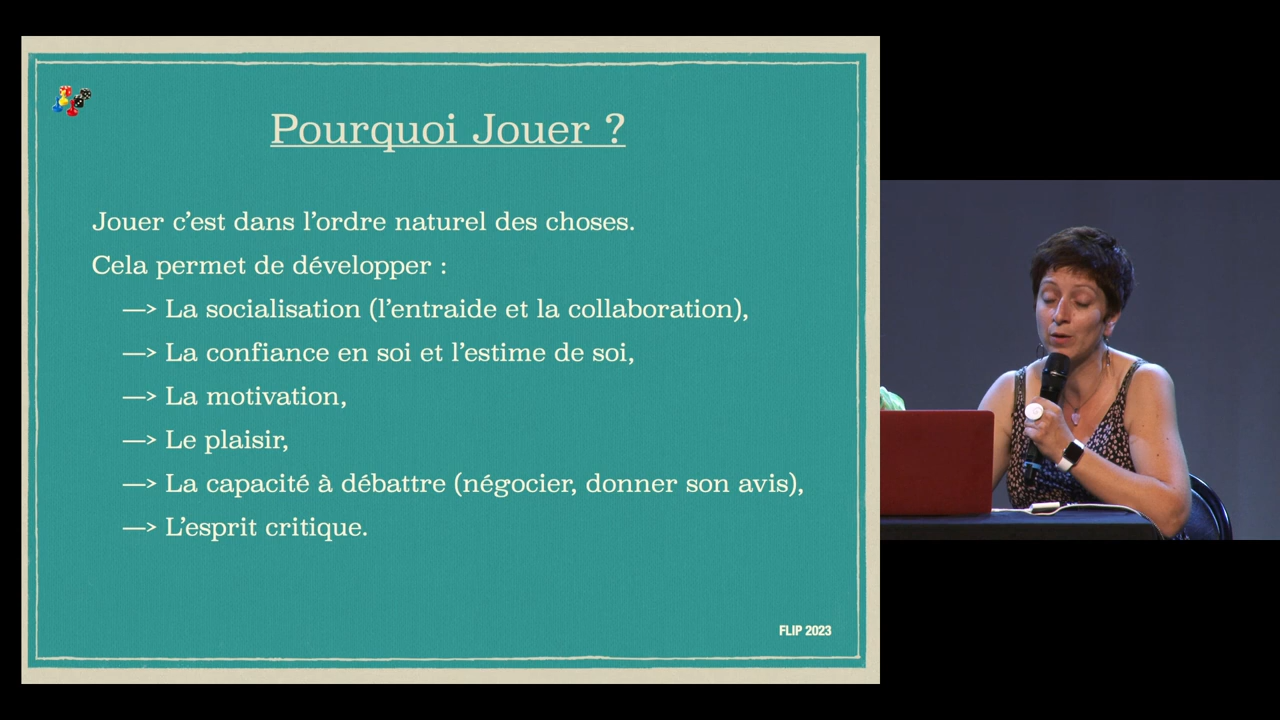 Pourquoi Jouer ?
Jouer c’est dans l’ordre naturel des choses.
Cela permet de développer :
—> La socialisation (l’entraide et la collaboration),
—> La confiance en soi et l’estime de soi,
—> La motivation,
—> Le plaisir,
—> La capacité à débattre (négocier, donner son avis),
—> L’esprit critique.
FLIP 2023